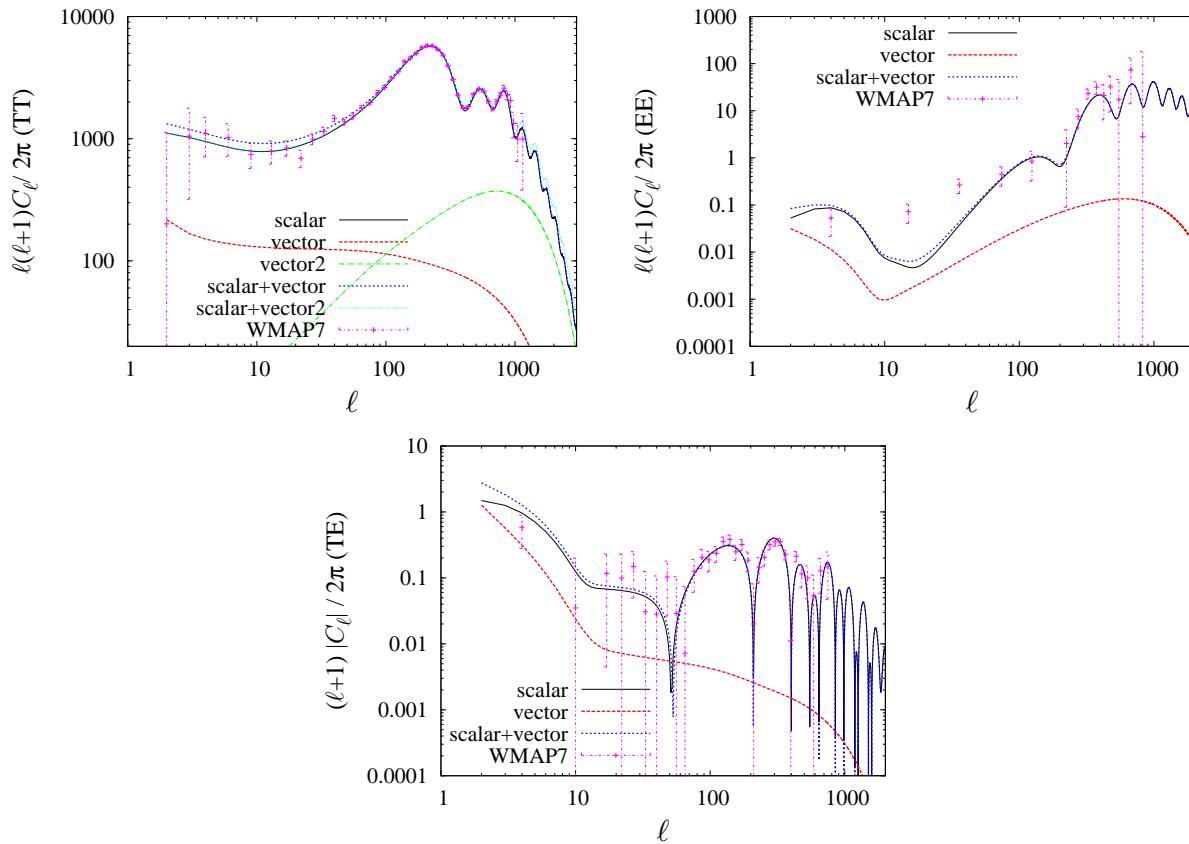 ℓ(ℓ+1)C_ℓ / 2π (TT)
10000
1000
100
1 10 100 1000
ℓ
scalar
vector
vector2
scalar+vector
scalar+vector2
WMAP7
ℓ(ℓ+1)C_ℓ / 2π (EE)
1000
100
10
1
0.1
0.01
0.001
0.0001
1 10 100 1000
ℓ
scalar
vector
scalar+vector
WMAP7
(ℓ+1) |C_ℓ| / 2π (TE)
10
1
0.1
0.01
0.001
0.0001
1 10 100 1000
ℓ
scalar
vector
scalar+vector
WMAP7